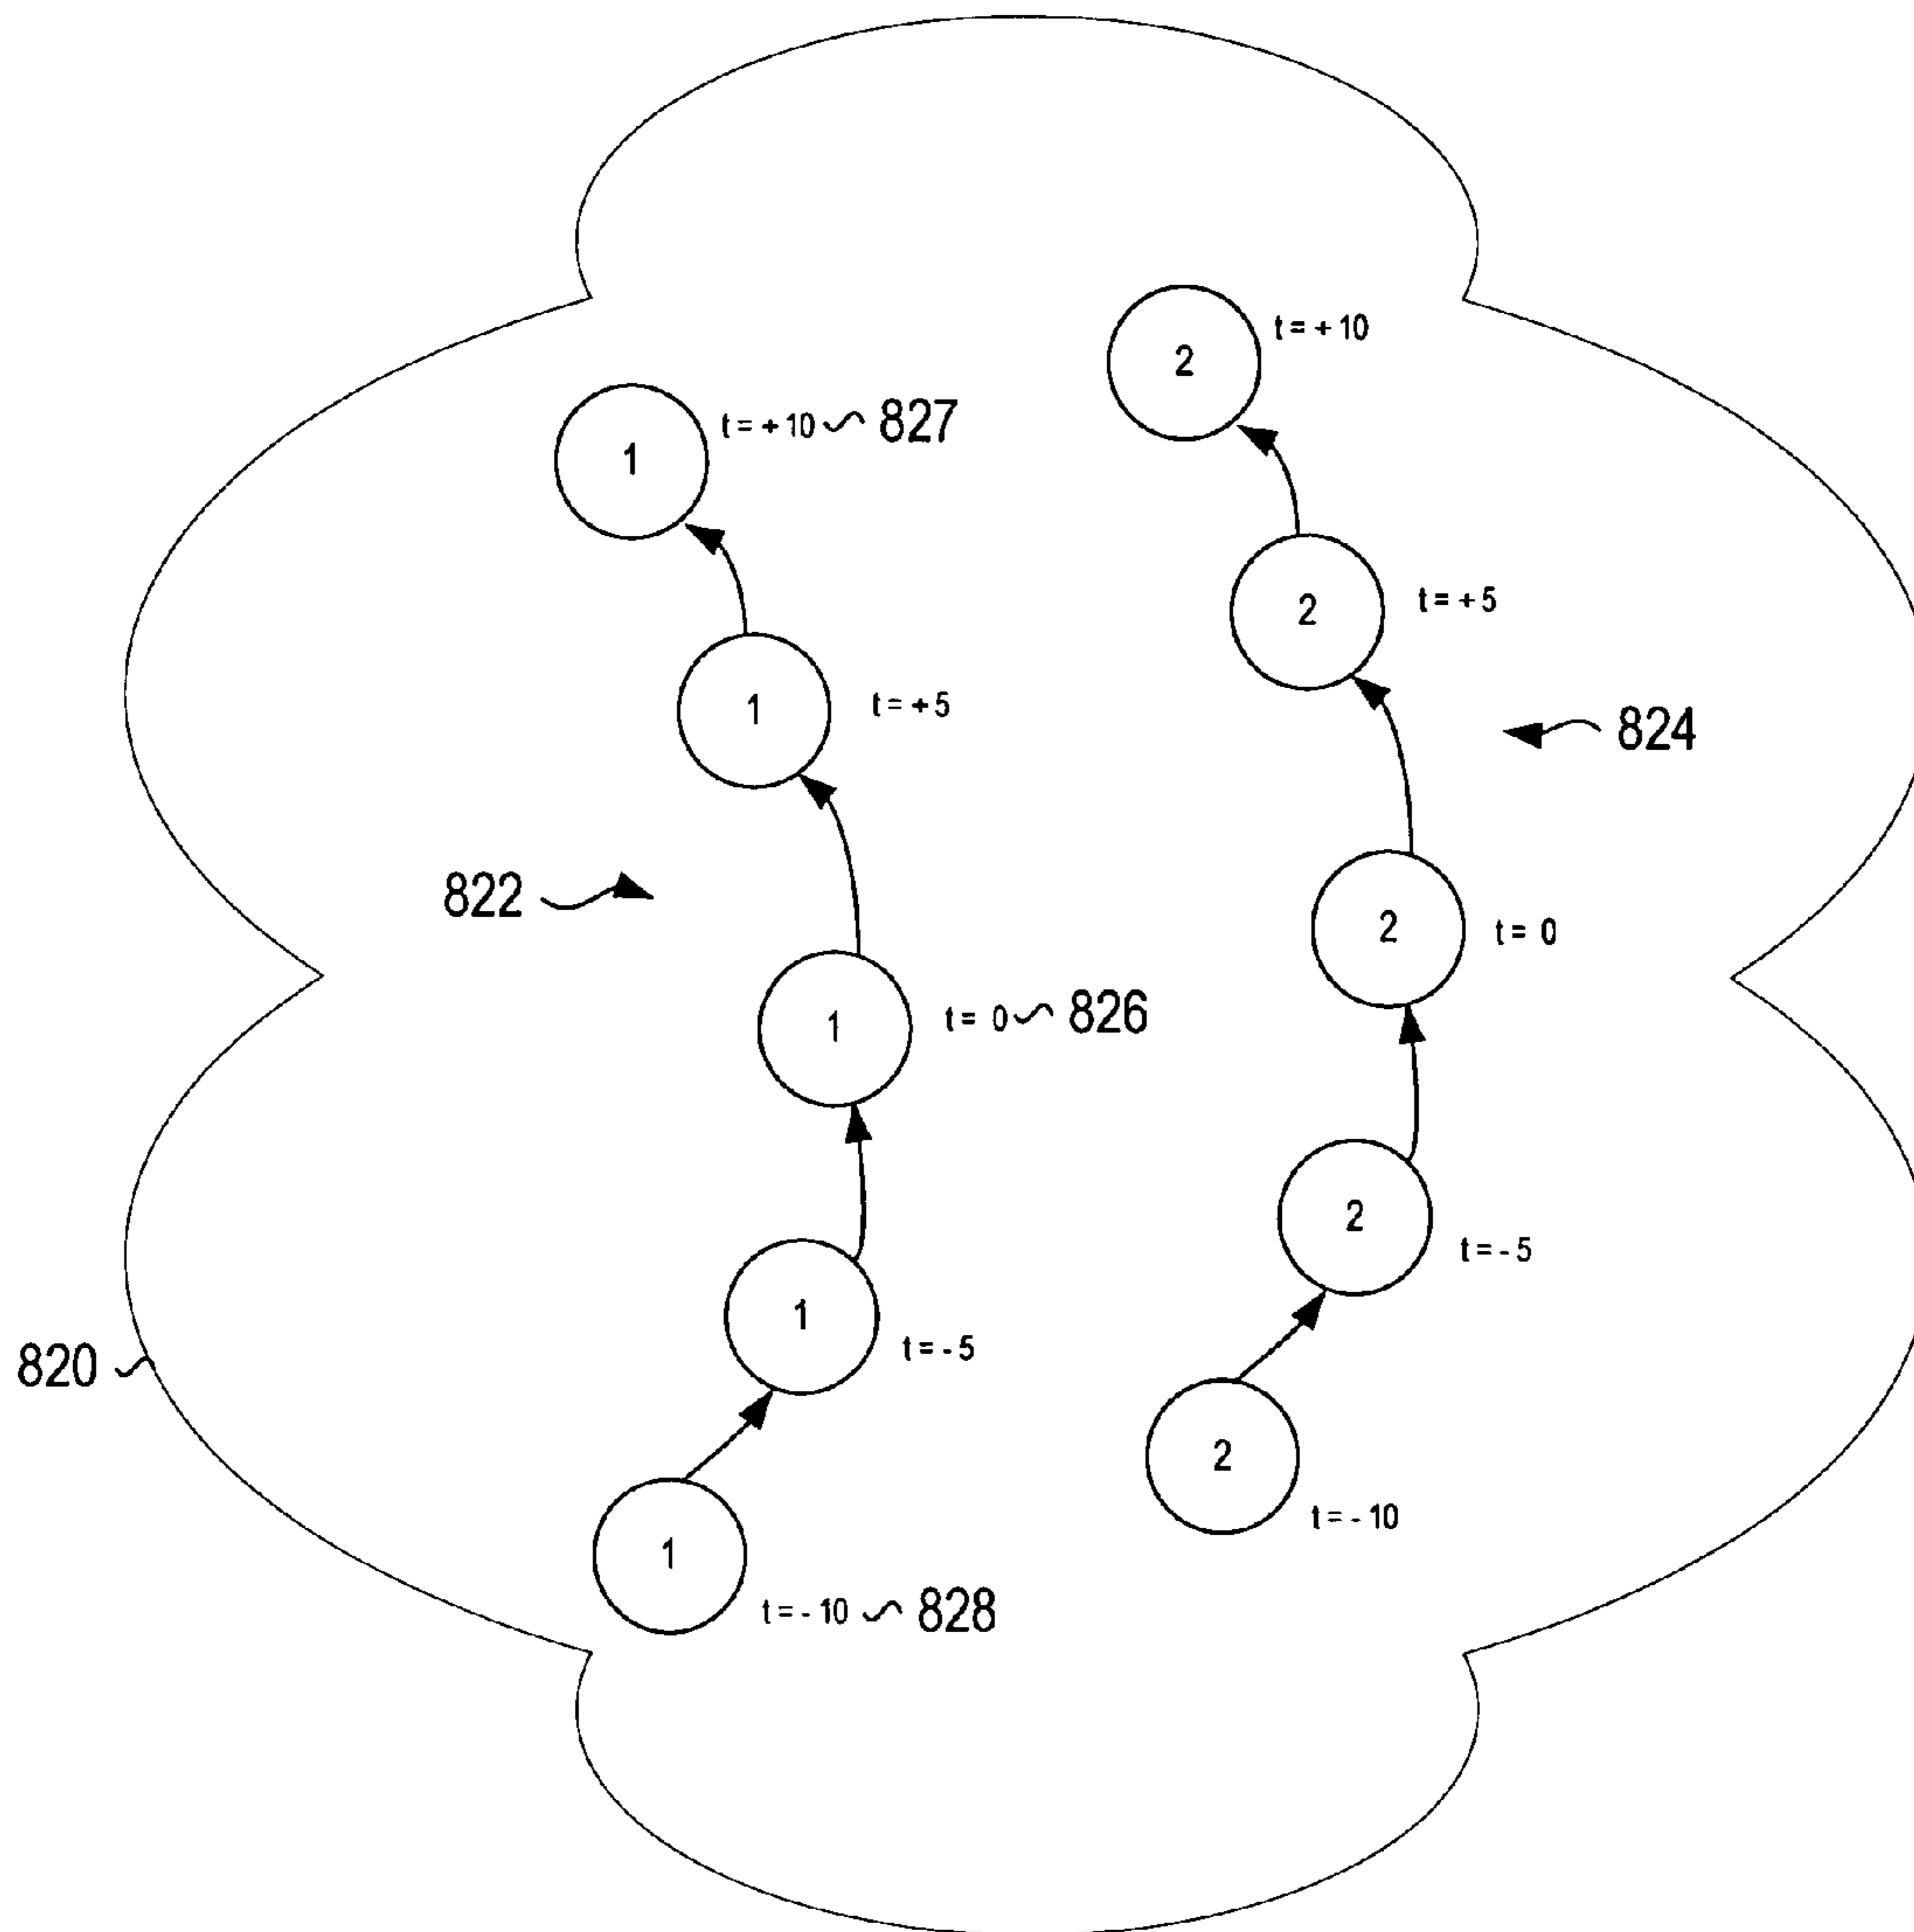 2
t = + 10
1
t = + 10 827
2
t = + 5
1
t = + 5
824
822
2
t = 0
1
t = 0 826
2
t = - 5
1
t = - 5
820
2
t = - 10
1
t = - 10 828